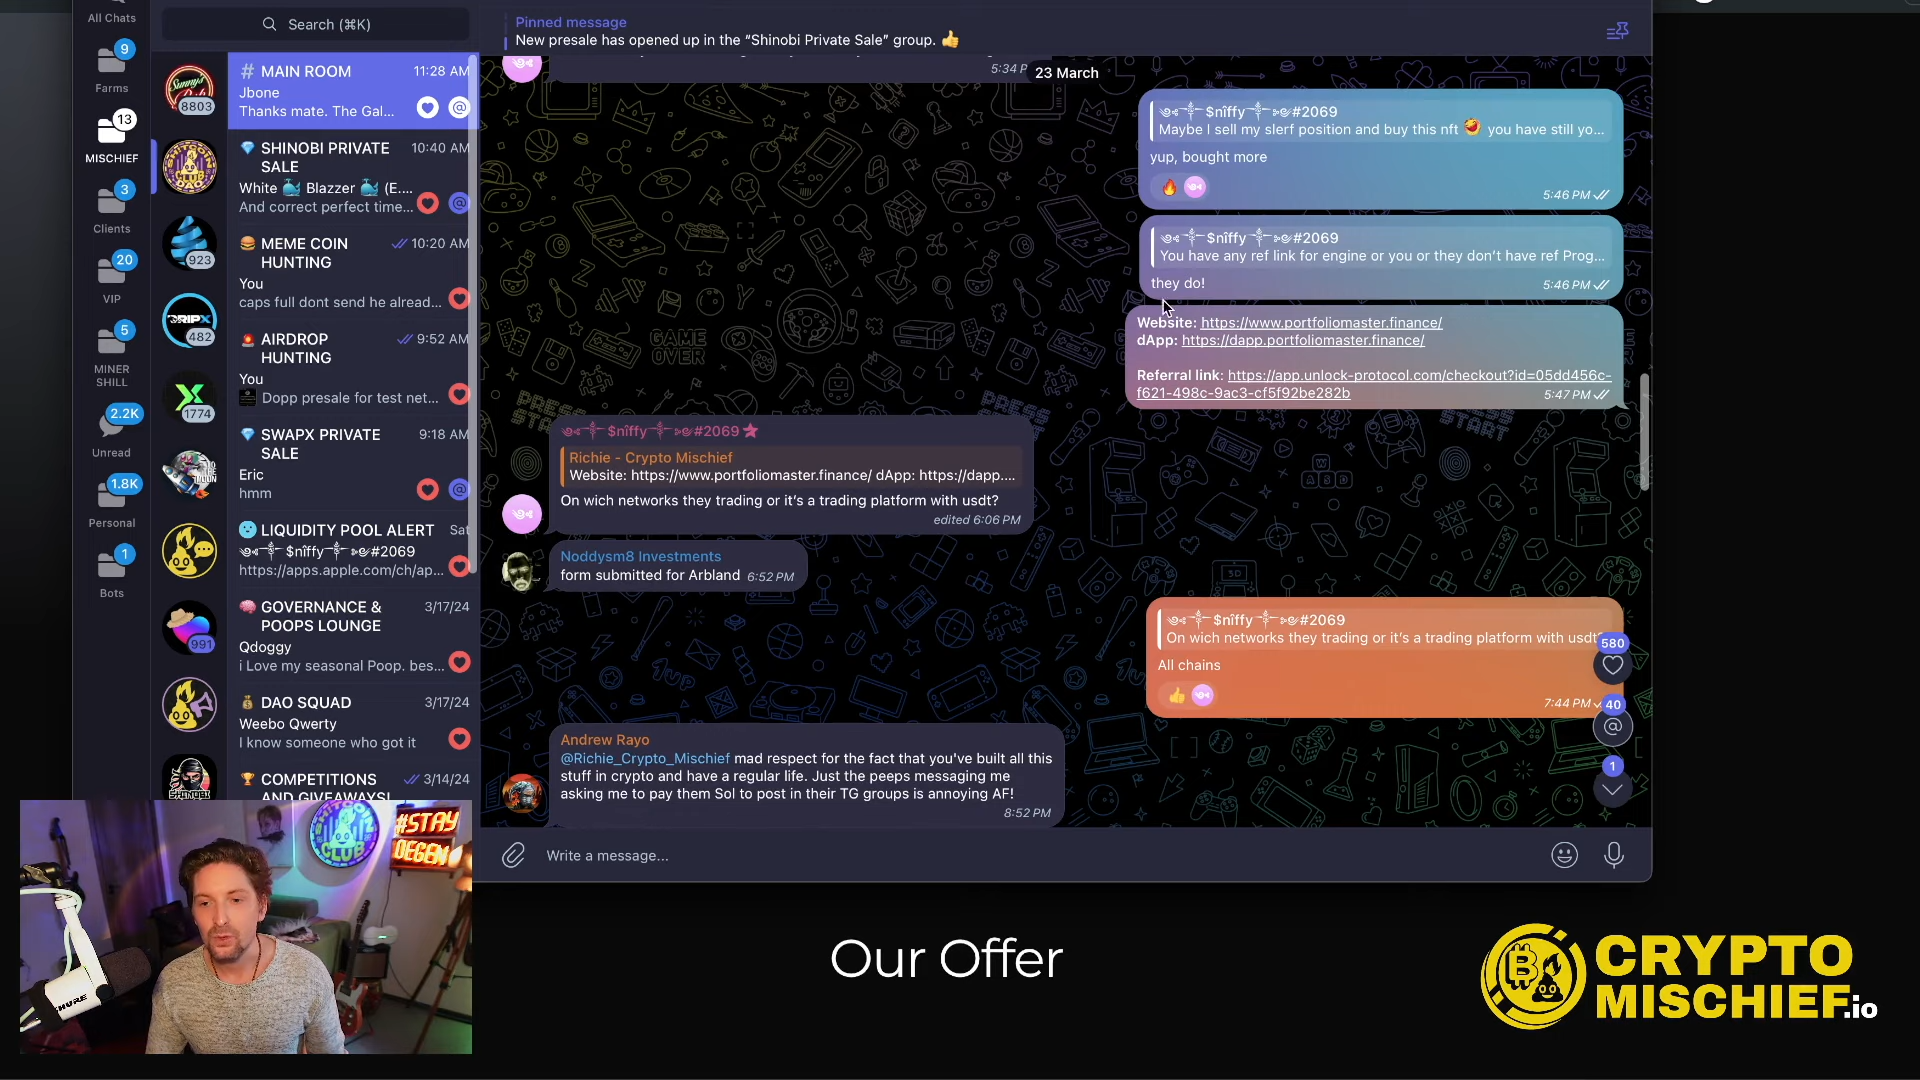 All Chats
9
Farms
13
MISCHIEF
3
Clients
20
VIP
5
MINER
SHILL
2.2K
Unread
1.8K
Personal
1
Bots
Search (⌘K)
8803
923
482
1774
991
# MAIN ROOM 11:28 AM
Jbone
Thanks mate. The Gal...
💎 SHINOBI PRIVATE 10:40 AM
SALE
White 🐳 Blazzer 🐳 (E....
And correct perfect time...
🍔 MEME COIN 10:20 AM
HUNTING
You
caps full dont send he alread...
🚨 AIRDROP 9:52 AM
HUNTING
You
Dopp presale for test net...
💎 SWAPX PRIVATE 9:18 AM
SALE
Eric
hmm
LIQUIDITY POOL ALERT Sat
$nîffy #2069
https://apps.apple.com/ch/ap...
🧠 GOVERNANCE & 3/17/24
POOPS LOUNGE
Qdoggy
i Love my seasonal Poop. bes...
💰 DAO SQUAD 3/17/24
Weebo Qwerty
I know someone who got it
🏆 COMPETITIONS 3/14/24
AND GIVEAWAYS!
Pinned message
New presale has opened up in the “Shinobi Private Sale” group. 👍
5:34 P
23 March
$nîffy #2069
Maybe I sell my slerf position and buy this nft 🤣 you have still yo...
yup, bought more
5:46 PM
$nîffy #2069
You have any ref link for engine or you or they don’t have ref Prog...
they do!
5:46 PM
Website: https://www.portfoliomaster.finance/
dApp: https://dapp.portfoliomaster.finance/
Referral link: https://app.unlock-protocol.com/checkout?id=05dd456c-
f621-498c-9ac3-cf5f92be282b
5:47 PM
$nîffy #2069
Richie - Crypto Mischief
Website: https://www.portfoliomaster.finance/ dApp: https://dapp....
On wich networks they trading or it’s a trading platform with usdt?
edited 6:06 PM
Noddysm8 Investments
form submitted for Arbland 6:52 PM
$nîffy #2069
On wich networks they trading or it’s a trading platform with usdt?
All chains
7:44 PM
580
40
1
Andrew Rayo
@Richie_Crypto_Mischief mad respect for the fact that you've built all this
stuff in crypto and have a regular life. Just the peeps messaging me
asking me to pay them Sol to post in their TG groups is annoying AF!
8:52 PM
Write a message...
GAME
OVER
PRESS
START
1UP
#STAY
DEGEN
CLUB
SHURE
Our Offer
CRYPTO
MISCHIEF.io